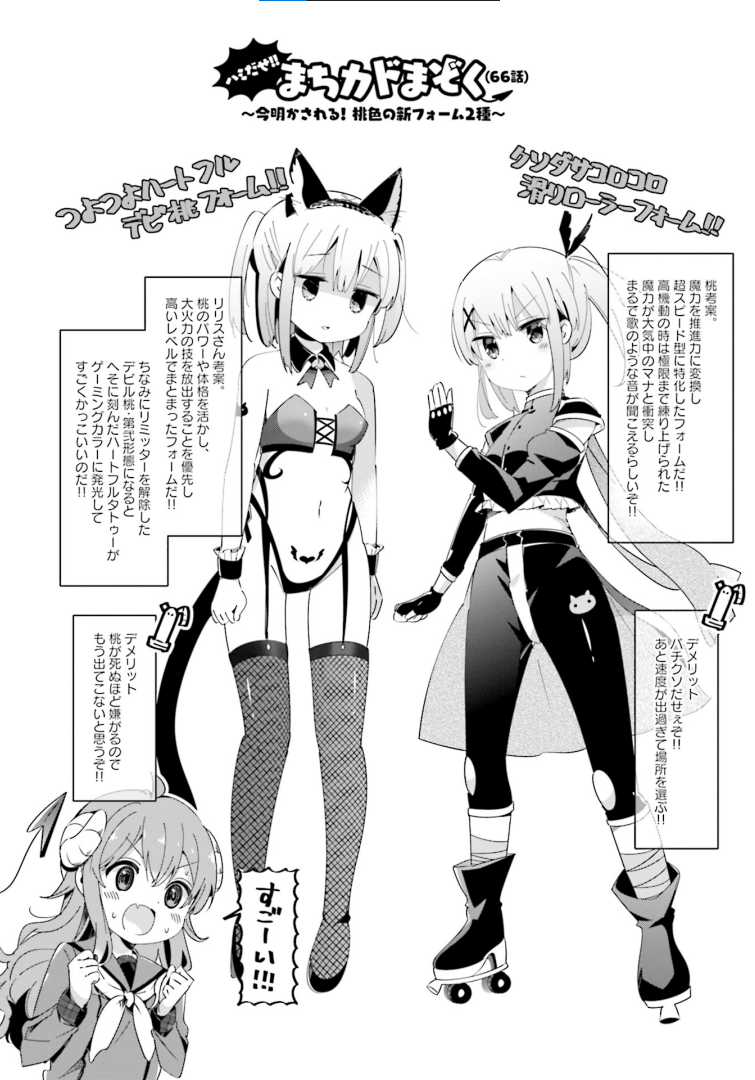 ハミだせ!!
まちカドまぞく(66話)
～今明かされる! 桃色の新フォーム2種～
クソダサコロコロ
滑りローラーフォーム!!
桃考案。
魔力を推進力に変換し
超スピード型に特化したフォームだ!!
高機動の時は極限まで練り上げられた
魔力が大気中のマナと衝突し
まるで歌のような音が聞こえるらしいぞ!!
デメリット
バチクソだせぇぞ!!
あと速度が出過ぎて場所を選ぶ!!
つよつよハートフル
デビ桃フォーム!!
リリスさん考案。
桃のパワーや体格を活かし、
大火力の技を放出することを優先し
高いレベルでまとまったフォームだ!!
ちなみにリミッターを解除した
デビル桃・第弐形態になると
へそに刻んだハートフルタトゥーが
ゲーミングカラーに発光して
すごくかっこいいのだ!!
デメリット
桃が死ぬほど嫌がるので
もう出てこないと思うぞ!!
すごーい!!!